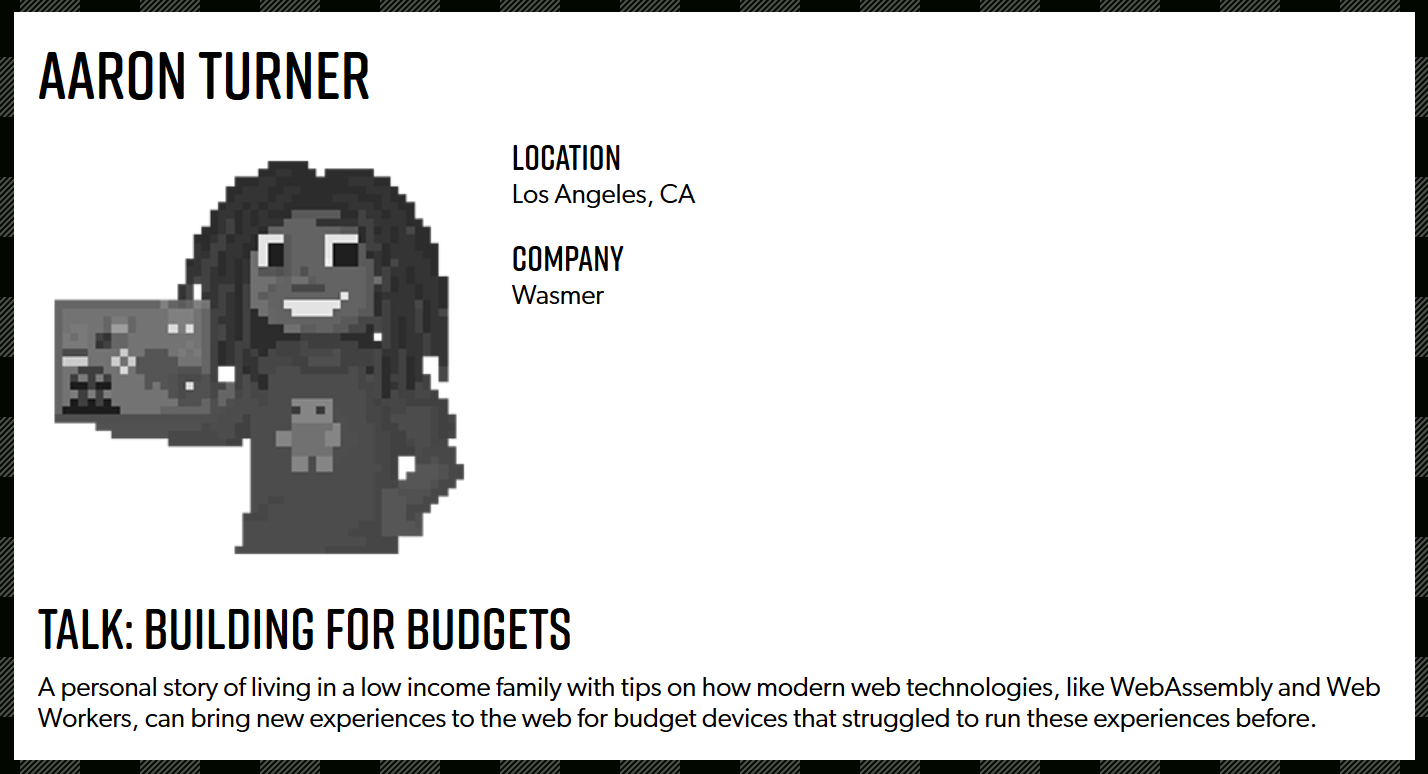 AARON TURNER
LOCATION
Los Angeles, CA
COMPANY
Wasmer
TALK: BUILDING FOR BUDGETS
A personal story of living in a low income family with tips on how modern web technologies, like WebAssembly and Web
Workers, can bring new experiences to the web for budget devices that struggled to run these experiences before.